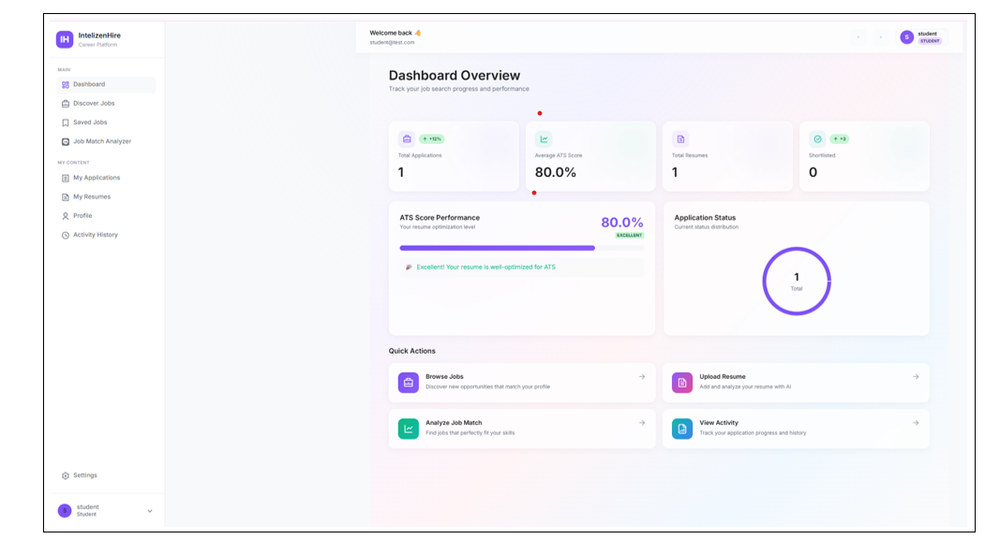 IH
IntelizenHire
Career Platform
MAIN
Dashboard
Discover Jobs
Saved Jobs
Job Match Analyzer
MY CONTENT
My Applications
My Resumes
Profile
Activity History
Settings
S
student
Student
Welcome back
student@test.com
S
student
STUDENT
Dashboard Overview
Track your job search progress and performance
+12%
Total Applications
1
Average ATS Score
80.0%
Total Resumes
1
+3
Shortlisted
0
ATS Score Performance
Your resume optimization level
80.0%
EXCELLENT
Excellent! Your resume is well-optimized for ATS
Application Status
Current status distribution
1
Total
Quick Actions
Browse Jobs
Discover new opportunities that match your profile
Upload Resume
Add and analyze your resume with AI
Analyze Job Match
Find jobs that perfectly fit your skills
View Activity
Track your application progress and history